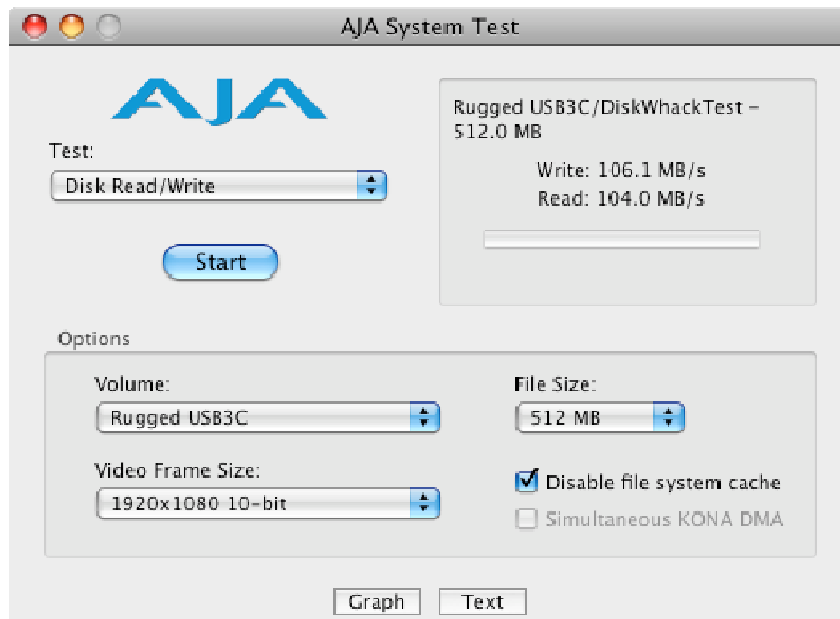 AJA System Test
AJA
Test:
Disk Read/Write
Start
Rugged USB3C/DiskWhackTest –
512.0 MB
Write: 106.1 MB/s
Read: 104.0 MB/s
Options
Volume:
Rugged USB3C
File Size:
512 MB
Video Frame Size:
1920x1080 10-bit
Disable file system cache
Simultaneous KONA DMA
Graph
Text